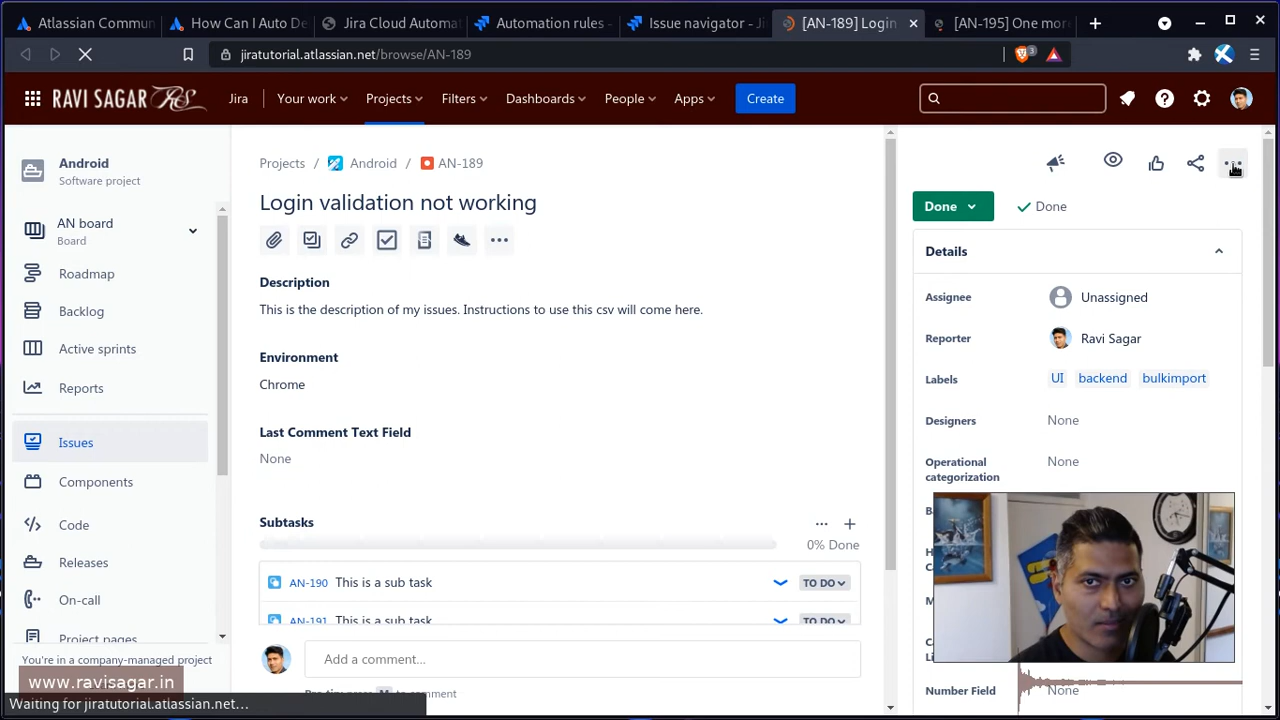 Atlassian Commun
How Can I Auto De
Jira Cloud Automat
Automation rules -
Issue navigator - Ji
[AN-189] Login
[AN-195] One more
jiratutorial.atlassian.net/browse/AN-189
3
RAVI SAGAR RS
Jira
Your work
Projects
Filters
Dashboards
People
Apps
Create
Android
Software project
AN board
Board
Roadmap
Backlog
Active sprints
Reports
Issues
Components
Code
Releases
On-call
Project pages
You're in a company-managed project
www.ravisagar.in
Waiting for jiratutorial.atlassian.net...
Projects / Android / AN-189
Login validation not working
Description
This is the description of my issues. Instructions to use this csv will come here.
Environment
Chrome
Last Comment Text Field
None
Subtasks
0% Done
AN-190 This is a sub task TO DO
AN-191 This is a sub task TO DO
Add a comment...
to comment
Done
Done
Details
Assignee Unassigned
Reporter Ravi Sagar
Labels UI backend bulkimport
Designers None
Operational categorization None
Number Field None